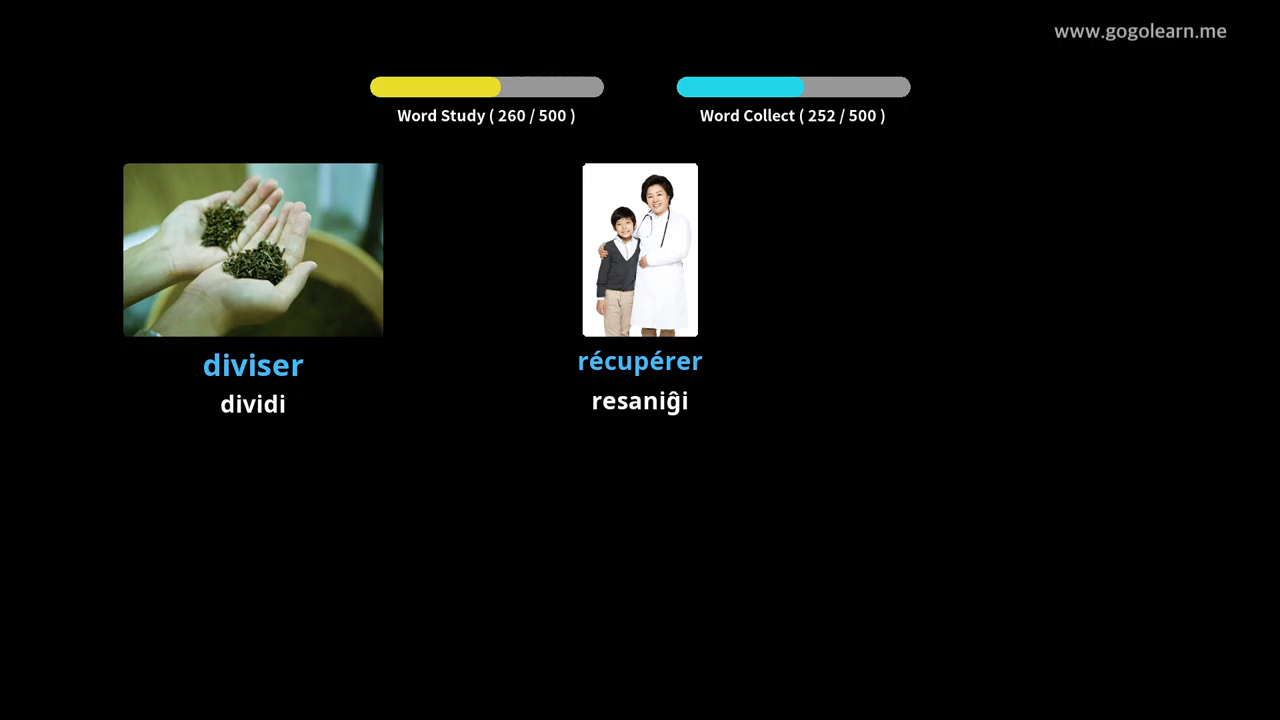 www.gogolearn.me
Word Study ( 260 / 500 )
Word Collect ( 252 / 500 )
diviser
dividi
récupérer
resaniĝi